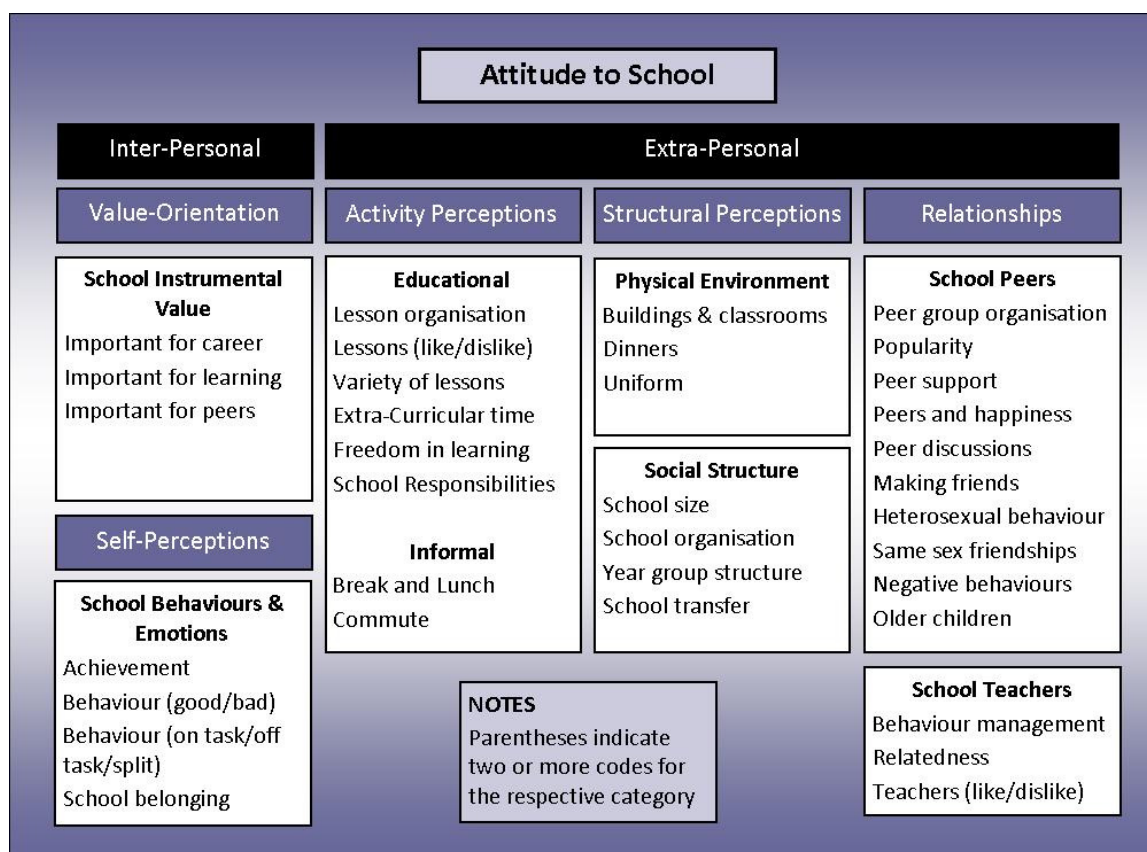 Attitude to School
Inter-Personal
Extra-Personal
Value-Orientation
Activity Perceptions
Structural Perceptions
Relationships
School Instrumental
Value
Important for career
Important for learning
Important for peers
Self-Perceptions
School Behaviours &
Emotions
Achievement
Behaviour (good/bad)
Behaviour (on task/off
task/split)
School belonging
Educational
Lesson organisation
Lessons (like/dislike)
Variety of lessons
Extra-Curricular time
Freedom in learning
School Responsibilities
Informal
Break and Lunch
Commute
Physical Environment
Buildings & classrooms
Dinners
Uniform
Social Structure
School size
School organisation
Year group structure
School transfer
School Peers
Peer group organisation
Popularity
Peer support
Peers and happiness
Peer discussions
Making friends
Heterosexual behaviour
Same sex friendships
Negative behaviours
Older children
School Teachers
Behaviour management
Relatedness
Teachers (like/dislike)
NOTES
Parentheses indicate
two or more codes for
the respective category